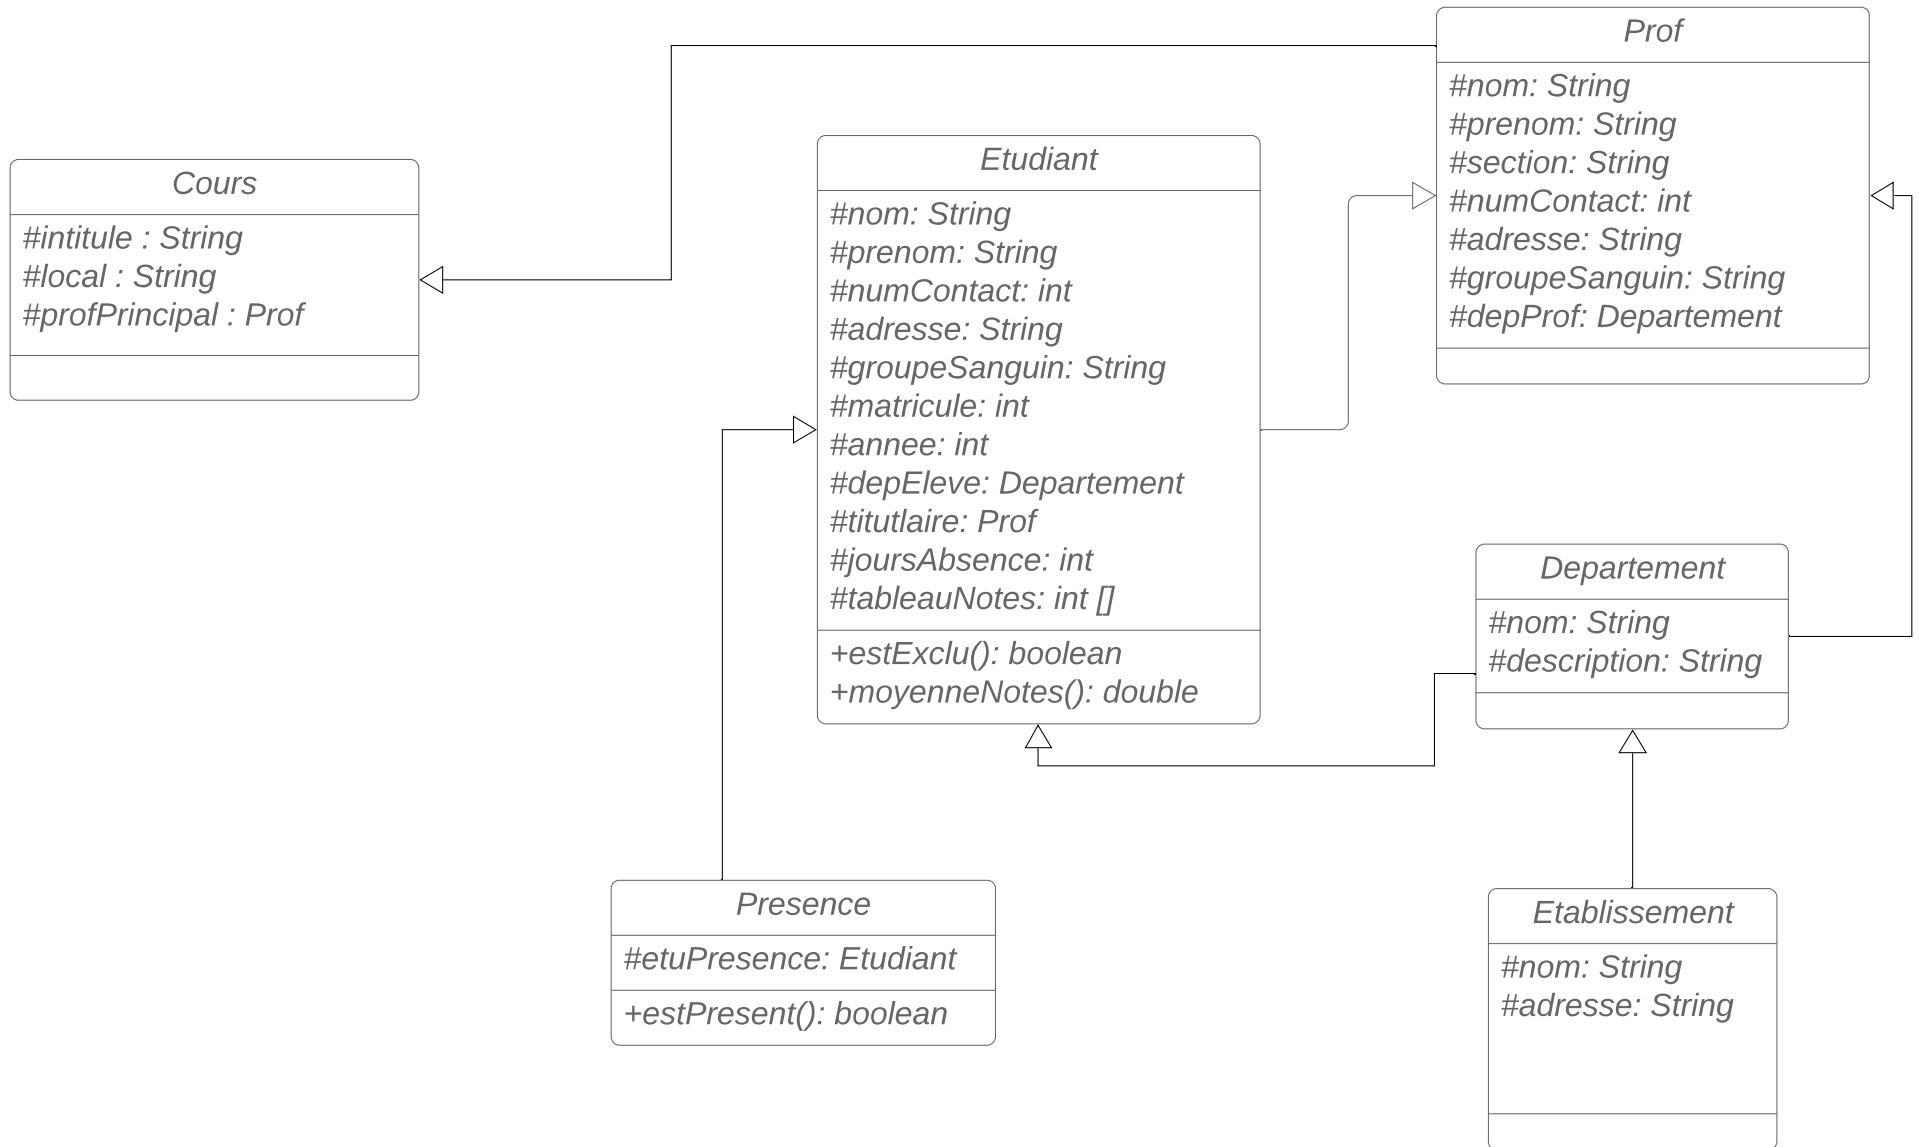 Prof
#nom: String
#prenom: String
#section: String
#numContact: int
#adresse: String
#groupeSanguin: String
#depProf: Departement
Etudiant
#nom: String
#prenom: String
#numContact: int
#adresse: String
#groupeSanguin: String
#matricule: int
#annee: int
#depEleve: Departement
#titutlaire: Prof
#joursAbsence: int
#tableauNotes: int []
+estExclu(): boolean
+moyenneNotes(): double
Cours
#intitule : String
#local : String
#profPrincipal : Prof
Departement
#nom: String
#description: String
Presence
#etuPresence: Etudiant
+estPresent(): boolean
Etablissement
#nom: String
#adresse: String